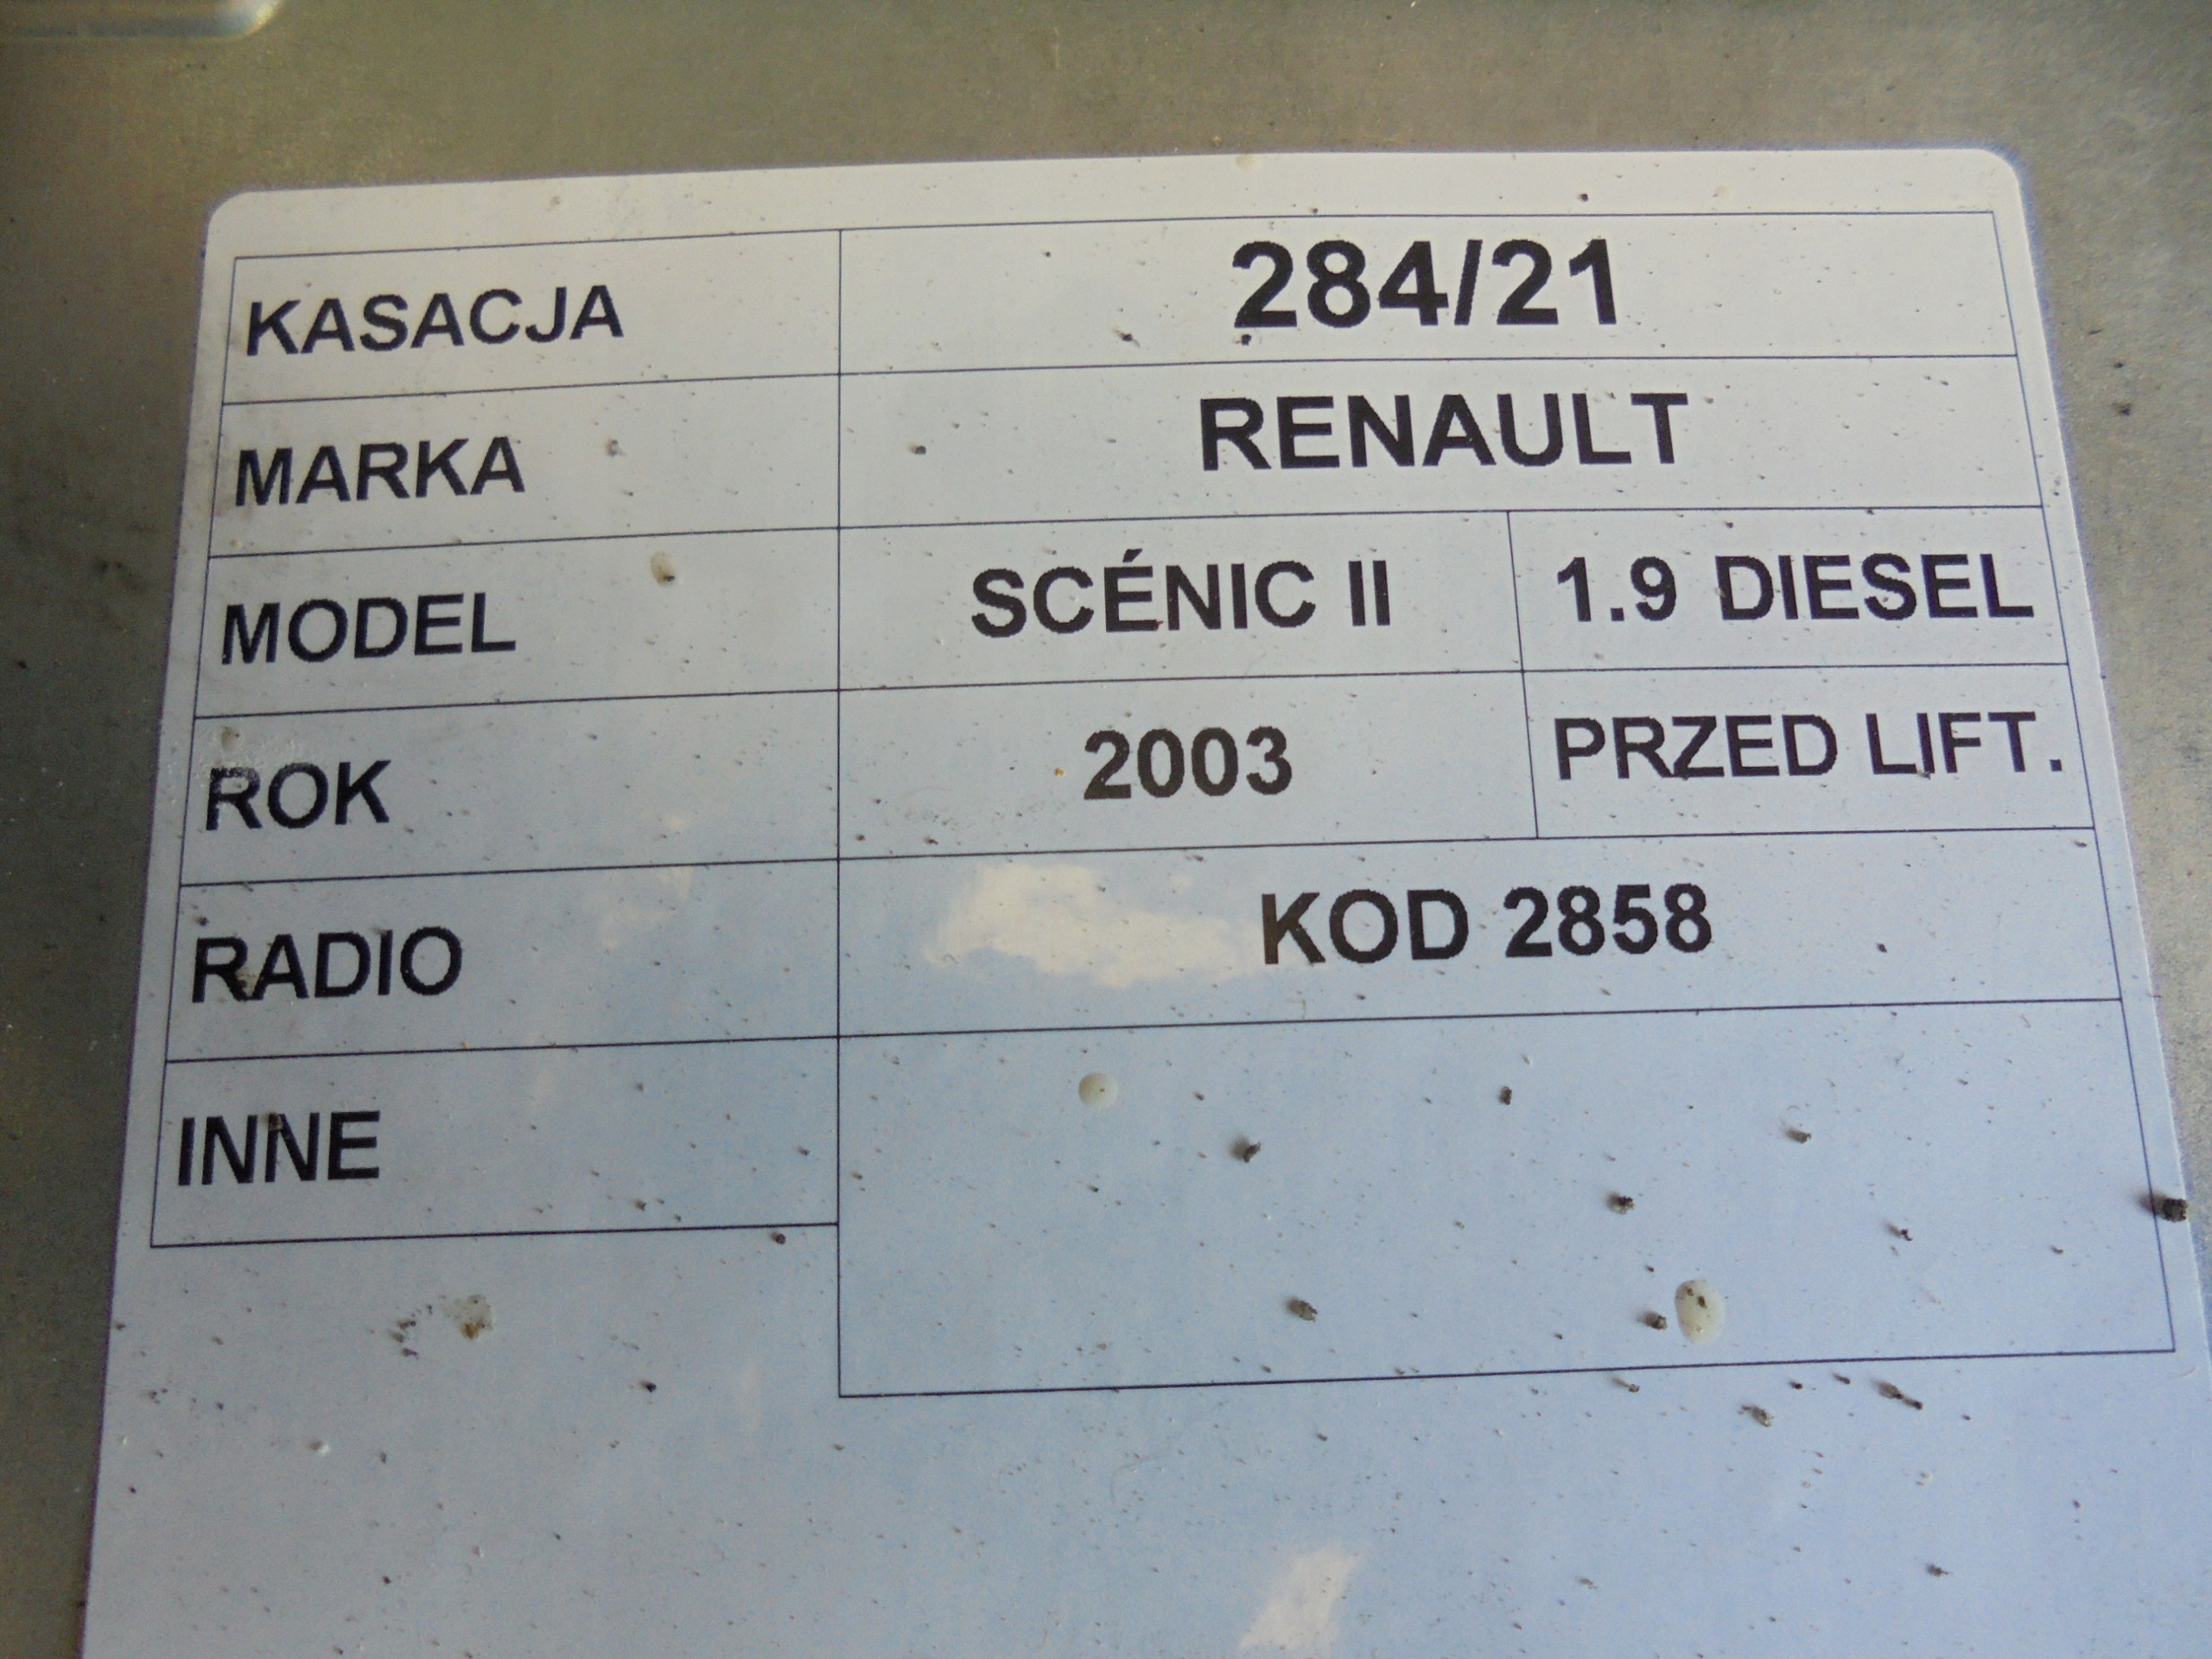 KASACJA 284/21
MARKA RENAULT
MODEL SCÉNIC II 1.9 DIESEL
ROK 2003 PRZED LIFT.
RADIO KOD 2858
INNE